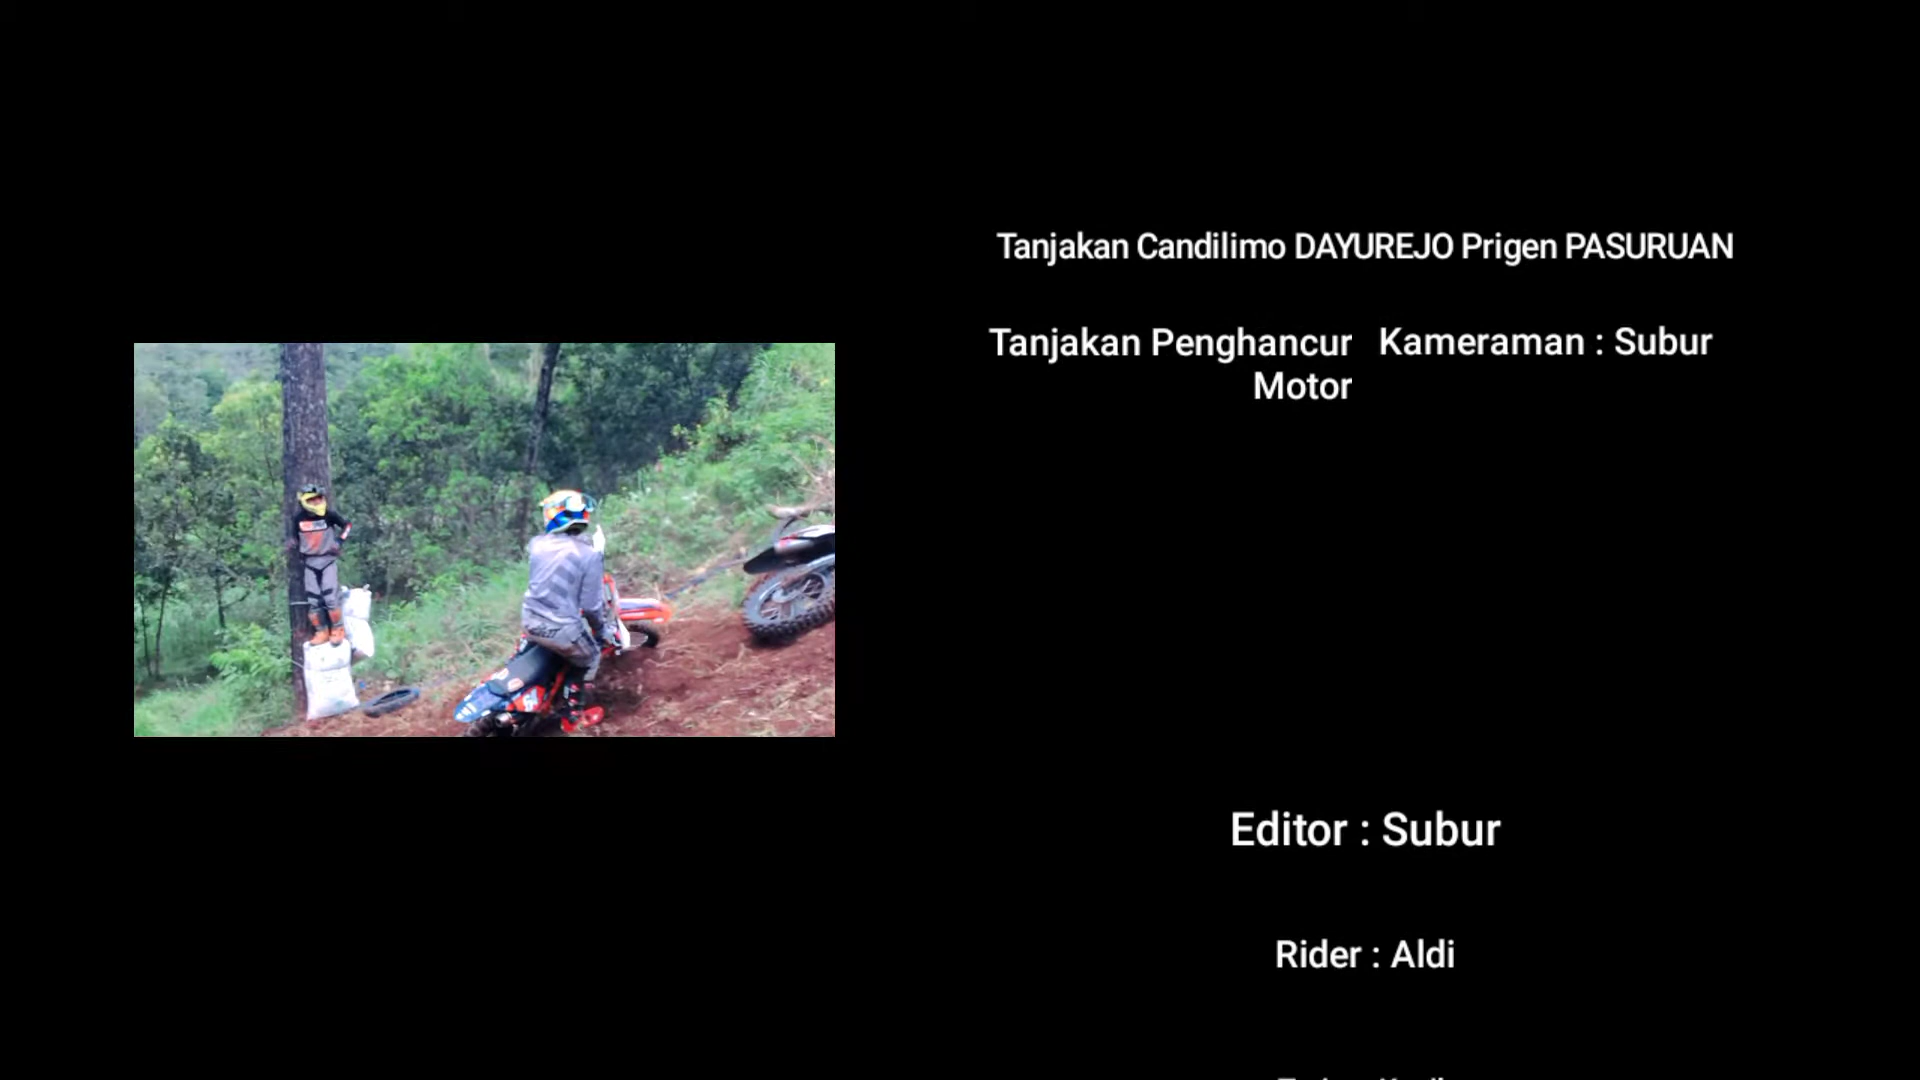 Tanjakan Candilimo DAYUREJO Prigen PASURUAN
Tanjakan Penghancur
Motor
Kameraman : Subur
Editor : Subur
Rider : Aldi